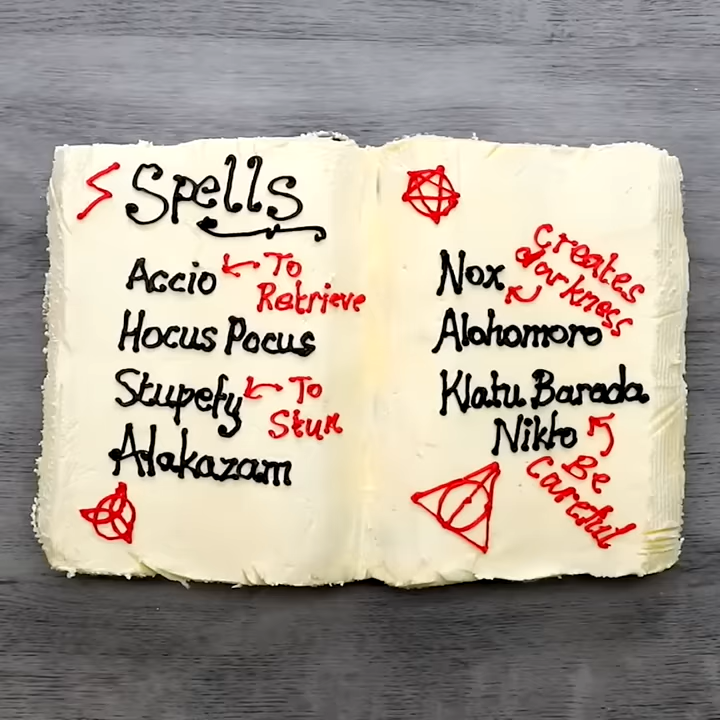 Spells
Accio
To
Retrieve
Hocus Pocus
Stupefy
To
Stun
Alakazam
Nox
Creates
darkness
Alohomora
Klatu Barada
Nikto
Be
Careful